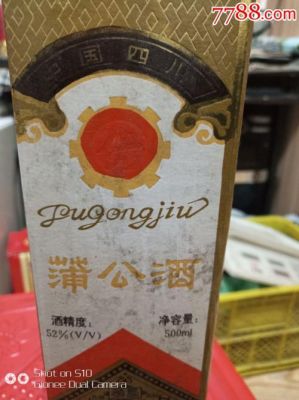 7788.com
中国四川
Pugongjiu
蒲公酒
酒精度:
52%(V/V)
净容量:
500ml
Shot on S10
Gionee Dual Camera